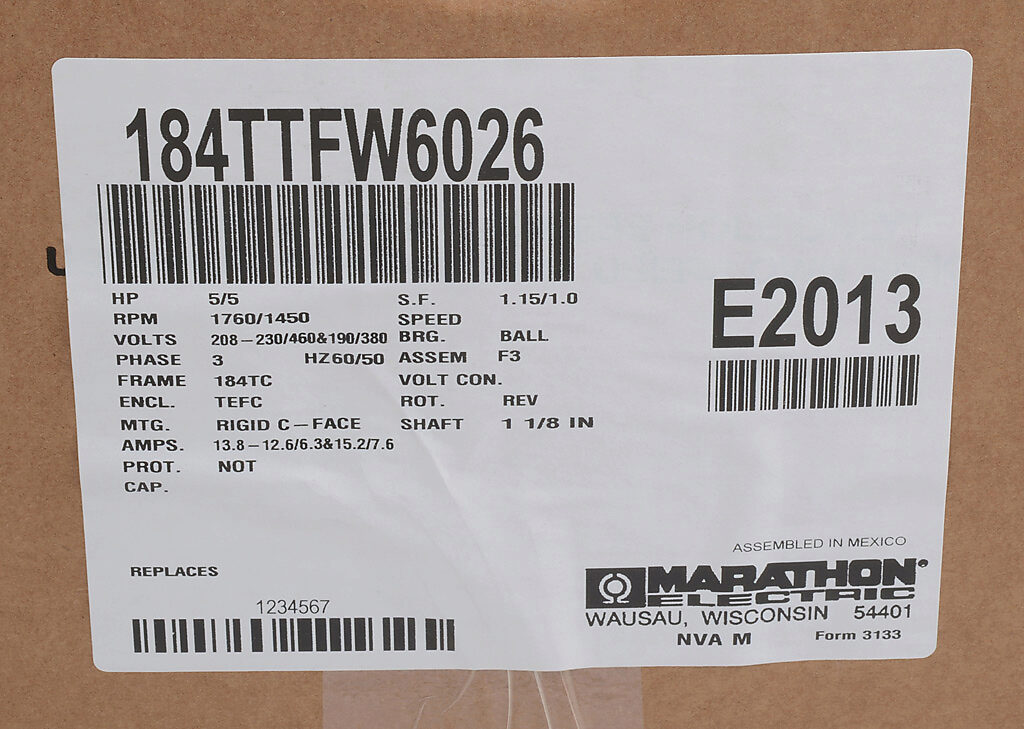 184TTFW6026
HP 5/5 S.F. 1.15/1.0
RPM 1760/1450 SPEED
VOLTS 208-230/460&190/380 BRG. BALL
PHASE 3 HZ60/50 ASSEM F3
FRAME 184TC VOLT CON.
ENCL. TEFC ROT. REV
MTG. RIGID C-FACE SHAFT 1 1/8 IN
AMPS. 13.8-12.6/6.3&15.2/7.6
PROT. NOT
CAP.
E2013
REPLACES
1234567
ASSEMBLED IN MEXICO
MARATHON®
ELECTRIC
WAUSAU, WISCONSIN 54401
NVA M Form 3133